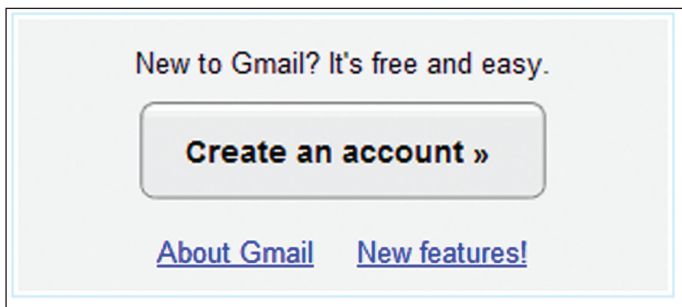 New to Gmail? It's free and easy.
Create an account »
About Gmail New features!